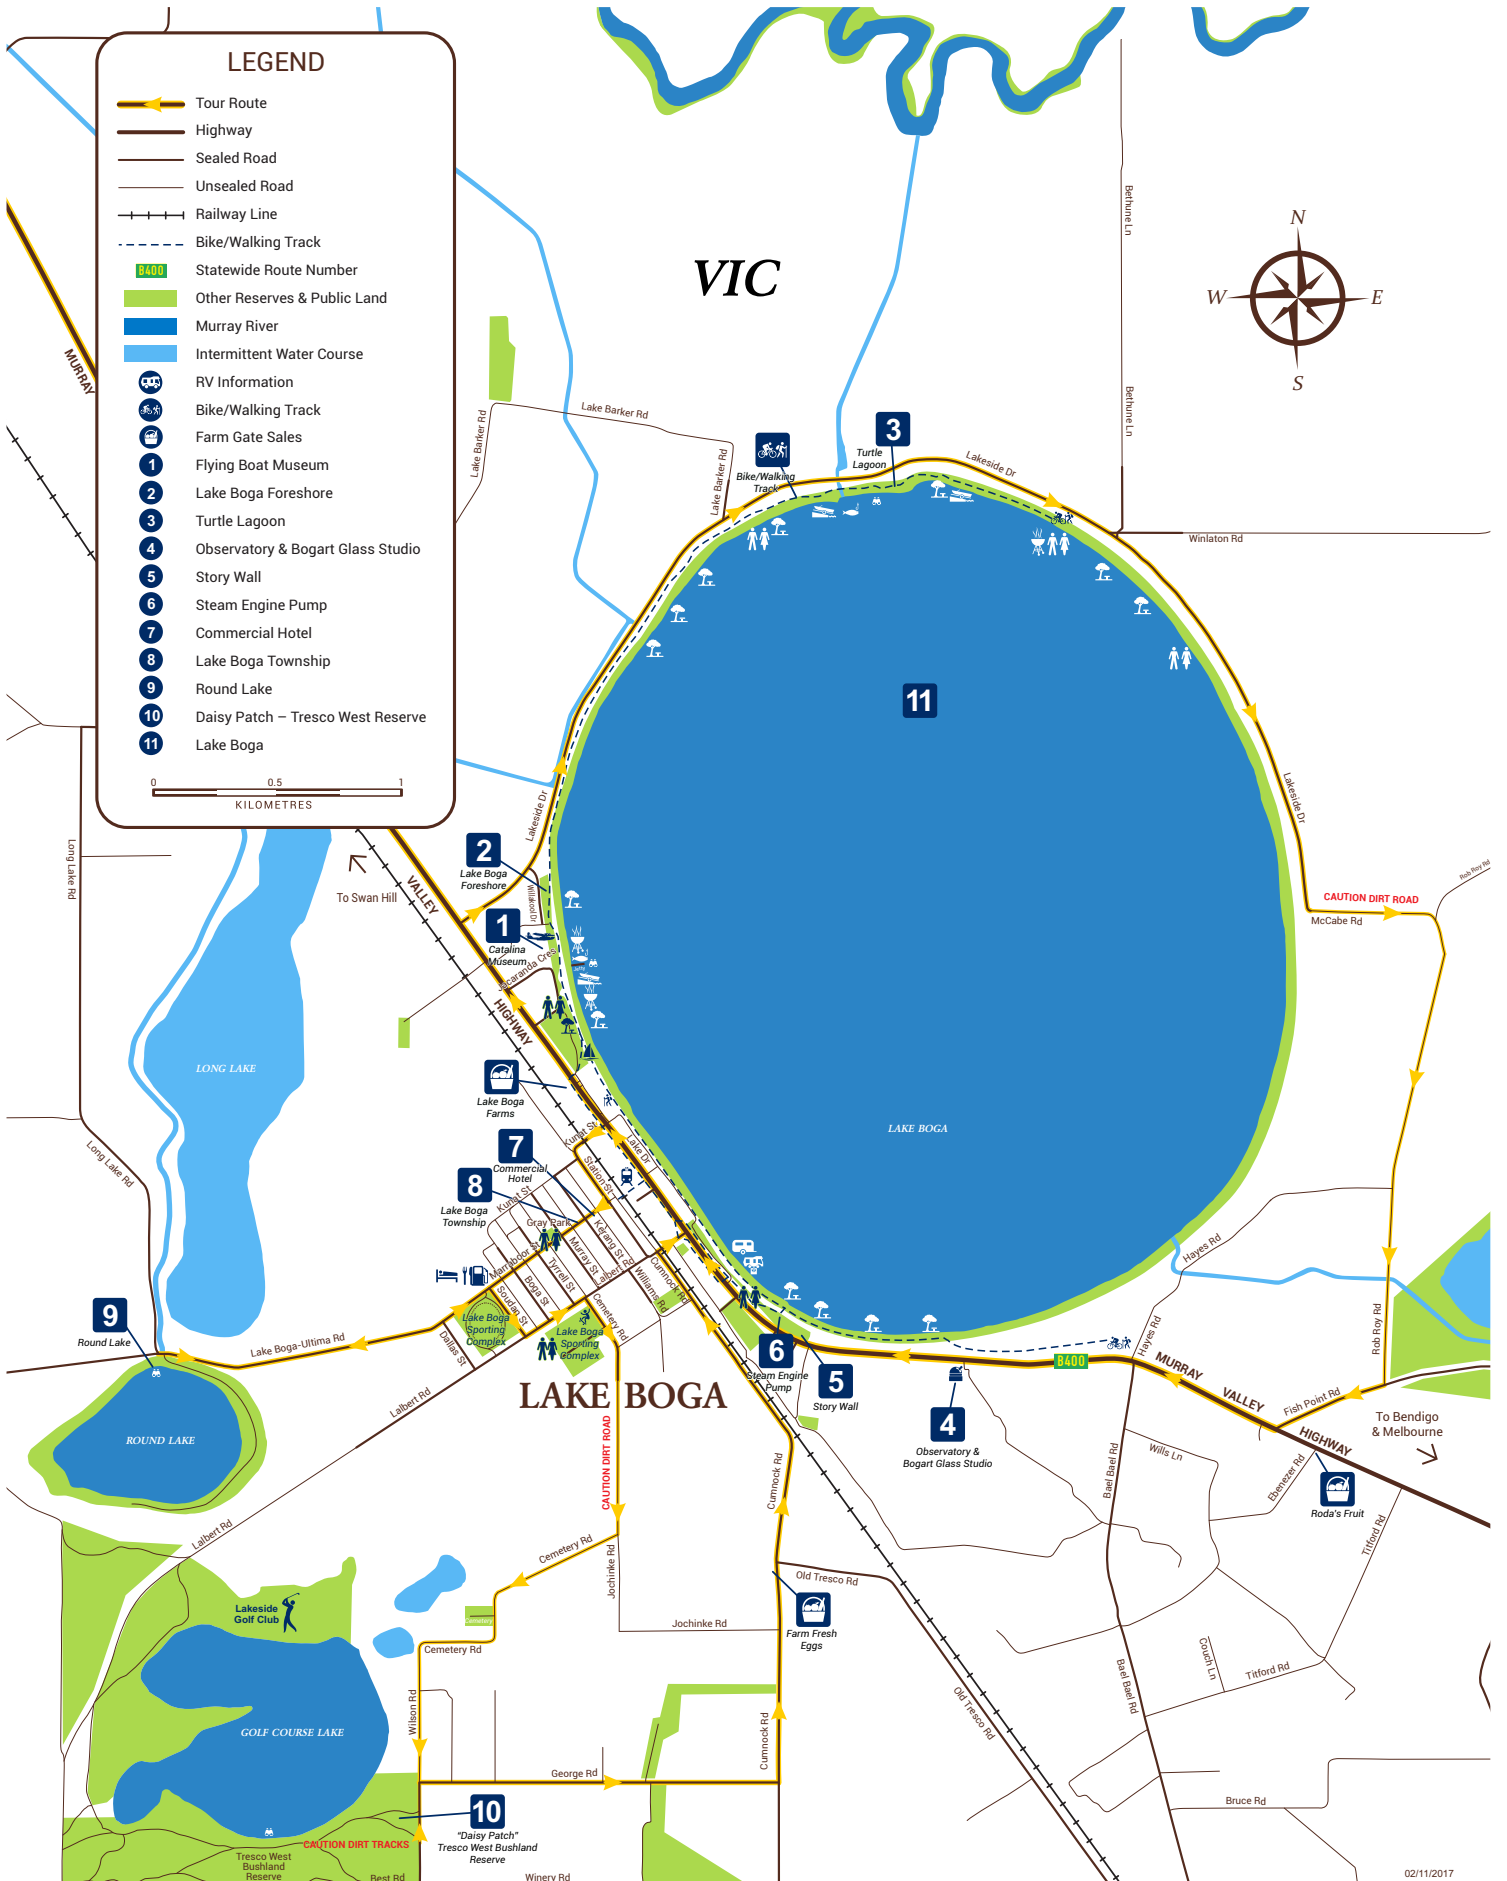 LEGEND
Tour Route
Highway
Sealed Road
Unsealed Road
Railway Line
Bike/Walking Track
B400
Statewide Route Number
Other Reserves & Public Land
Murray River
Intermittent Water Course
RV Information
Bike/Walking Track
Farm Gate Sales
1 Flying Boat Museum
2 Lake Boga Foreshore
3 Turtle Lagoon
4 Observatory & Bogart Glass Studio
5 Story Wall
6 Steam Engine Pump
7 Commercial Hotel
8 Lake Boga Township
9 Round Lake
10 Daisy Patch – Tresco West Reserve
11 Lake Boga
0 0.5 1
KILOMETRES
VIC
N
W
E
S
Bethune Ln
Bethune Ln
MURRAY
Lake Barker Rd
Lake Barker Rd
Lake Barker Rd
3
Turtle
Lagoon
Bike/Walking
Track
Lakeside Dr
Winlaton Rd
11
Lakeside Dr
Lakeside Dr
Long Lake Rd
2
Lake Boga
Foreshore
To Swan Hill
VALLEY
Willakool Dr
1
Catalina
Museum
Jacaranda Cres
HIGHWAY
CAUTION DIRT ROAD
McCabe Rd
Rob Roy Rd
LONG LAKE
Lake Boga
Farms
LAKE BOGA
Long Lake Rd
7
Commercial
Hotel
Kunat St
Lake Dr
Station St
8
Lake Boga
Township
Kunat St
Gray Park
Marraboor St
Kerang St
Murray St
Tyrrell St
Boga St
Soudan St
Lalbert Rd
Cumnock Rd
Williams Rd
Cemetery Rd
Dallas St
Lake Boga
Sporting
Complex
Lake Boga
Sporting
Complex
9
Round Lake
Lake Boga-Ultima Rd
Lalbert Rd
LAKE BOGA
6
Steam Engine
Pump
5
Story Wall
4
Observatory &
Bogart Glass Studio
B400
Hayes Rd
Hayes Rd
Rob Roy Rd
MURRAY
VALLEY
HIGHWAY
Fish Point Rd
To Bendigo
& Melbourne
Wills Ln
Ebenezer Rd
Roda's Fruit
Titford Rd
ROUND LAKE
Lalbert Rd
CAUTION DIRT ROAD
Cumnock Rd
Bael Bael Rd
Cemetery Rd
Jochinke Rd
Old Tresco Rd
Farm Fresh
Eggs
Lakeside
Golf Club
Cemetery
Cemetery Rd
Jochinke Rd
Couch Ln
Titford Rd
Bael Bael Rd
Old Tresco Rd
Wilson Rd
GOLF COURSE LAKE
Cumnock Rd
George Rd
Bruce Rd
10
"Daisy Patch"
Tresco West Bushland
Reserve
CAUTION DIRT TRACKS
Tresco West
Bushland
Reserve
Best Rd
Winery Rd
02/11/2017